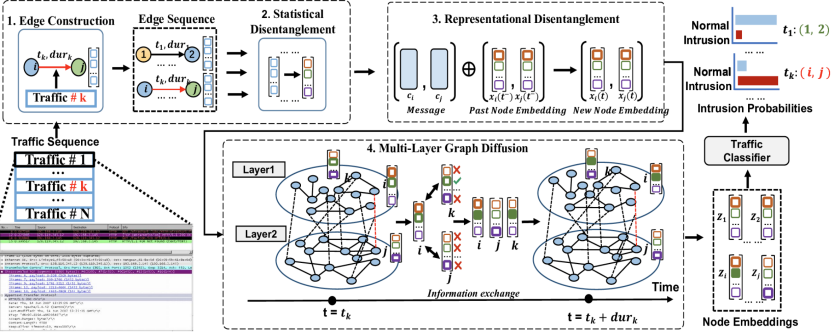 1. Edge Construction
Edge Sequence
2. Statistical
Disentanglement
3. Representational Disentanglement
t_k, dur_k
i
j
Traffic # k
t_1, dur_1
1
2
... ...
t_k, dur_k
i
j
... ...
... ...
... ...
c_i
,
c_j
Message
x_i(t⁻)
,
x_j(t⁻)
Past Node Embedding
x_i(t)
,
x_j(t)
New Node Embedding
Normal
Intrusion
t_1: (1, 2)
... ...
Normal
Intrusion
t_k: (i, j)
Intrusion Probabilities
Traffic
Classifier
Traffic Sequence
Traffic # 1
...
Traffic # k
...
Traffic # N
4. Multi-Layer Graph Diffusion
Layer1
Layer2
k
i
j
i
k
j
i
j
k
k
i
j
Information exchange
Time
t = t_k
t = t_k + dur_k
Z_1
Z_2
... ...
Z_i
Z_j
... ...
Node Embeddings